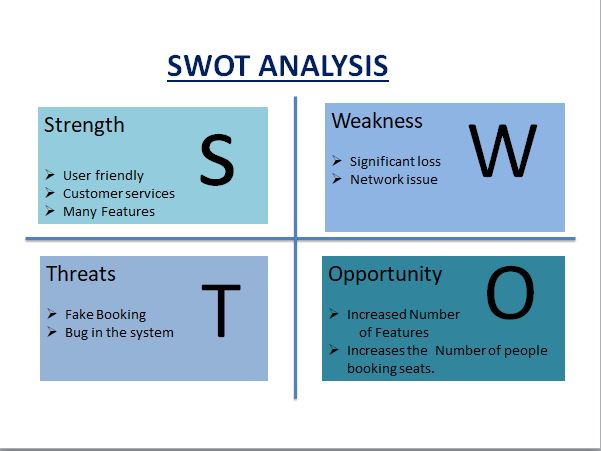 SWOT ANALYSIS
Strength
S
➢ User friendly
➢ Customer services
➢ Many Features
Weakness
W
➢ Significant loss
➢ Network issue
Threats
T
➢ Fake Booking
➢ Bug in the system
Opportunity
O
➢ Increased Number
of Features
➢ Increases the Number of people
booking seats.